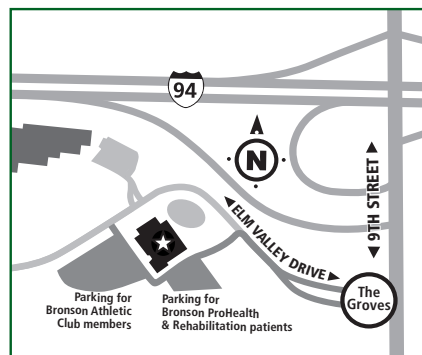 94
N
9TH STREET
ELM VALLEY DRIVE
The
Groves
Parking for
Bronson Athletic
Club members
Parking for
Bronson ProHealth
& Rehabilitation patients